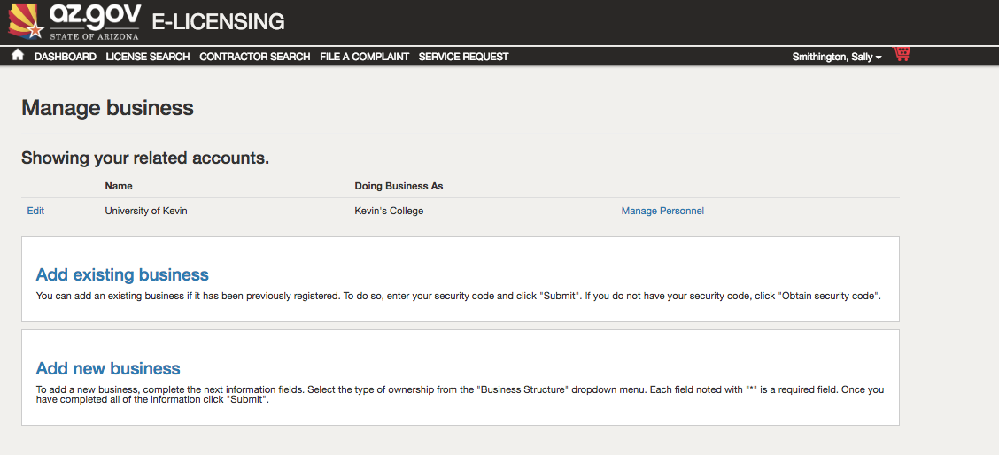 az.gov
STATE OF ARIZONA
E-LICENSING
DASHBOARD LICENSE SEARCH CONTRACTOR SEARCH FILE A COMPLAINT SERVICE REQUEST Smithington, Sally
Manage business
Showing your related accounts.
Name Doing Business As
Edit University of Kevin Kevin's College Manage Personnel
Add existing business
You can add an existing business if it has been previously registered. To do so, enter your security code and click "Submit". If you do not have your security code, click "Obtain security code".
Add new business
To add a new business, complete the next information fields. Select the type of ownership from the "Business Structure" dropdown menu. Each field noted with "*" is a required field. Once you
have completed all of the information click "Submit".